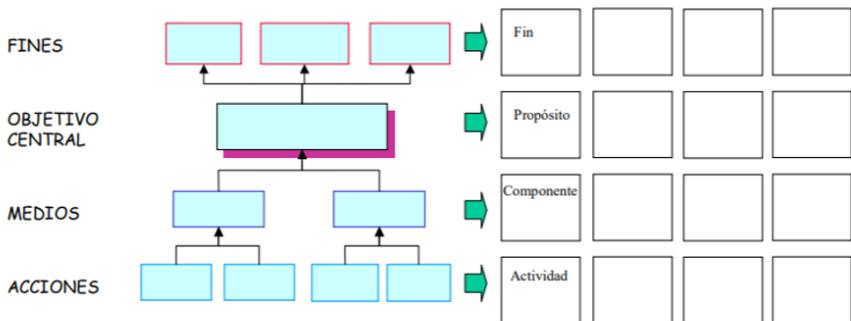 FINES
Fin
OBJETIVO
CENTRAL
Propósito
MEDIOS
Componente
ACCIONES
Actividad